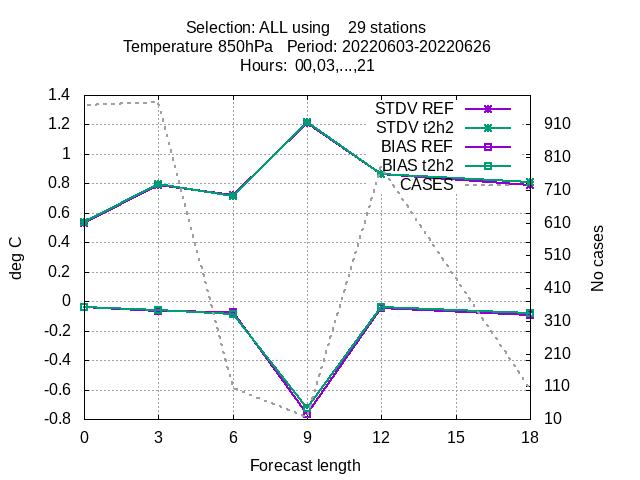 Selection: ALL using    29 stations
Temperature 850hPa   Period: 20220603-20220626
Hours: 00,03,...,21
deg C
1.4
1.2
1
0.8
0.6
0.4
0.2
0
-0.2
-0.4
-0.6
-0.8
STDV REF
STDV t2h2
BIAS REF
BIAS t2h2
CASES
910
810
710
610
510
410
310
210
110
10
No cases
0 3 6 9 12 15 18
Forecast length